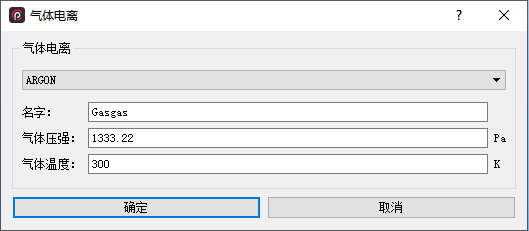 气体电离
气体电离
ARGON
名字: Gasgas
气体压强: 1333.22 Pa
气体温度: 300 K
确定 取消